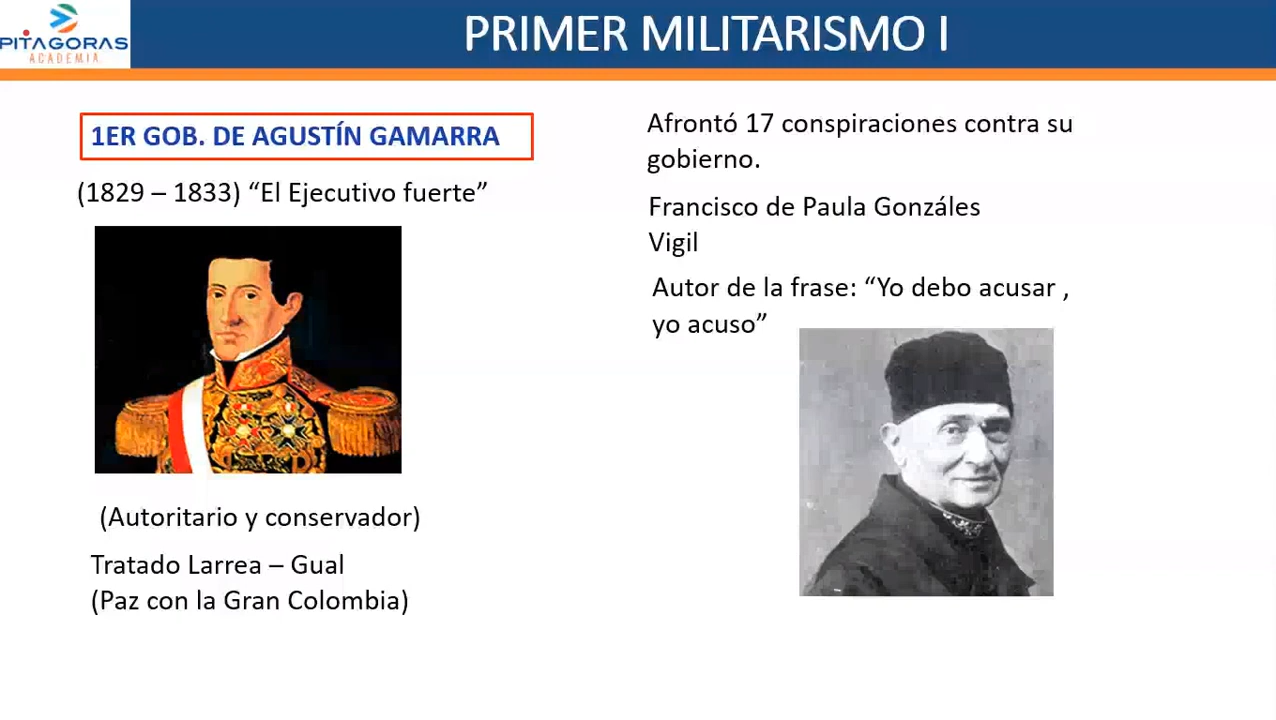 PITAGORAS
ACADEMIA
PRIMER MILITARISMO I
1ER GOB. DE AGUSTÍN GAMARRA
(1829 – 1833) “El Ejecutivo fuerte”
(Autoritario y conservador)
Tratado Larrea – Gual
(Paz con la Gran Colombia)
Afrontó 17 conspiraciones contra su
gobierno.
Francisco de Paula Gonzáles
Vigil
Autor de la frase: “Yo debo acusar ,
yo acuso”